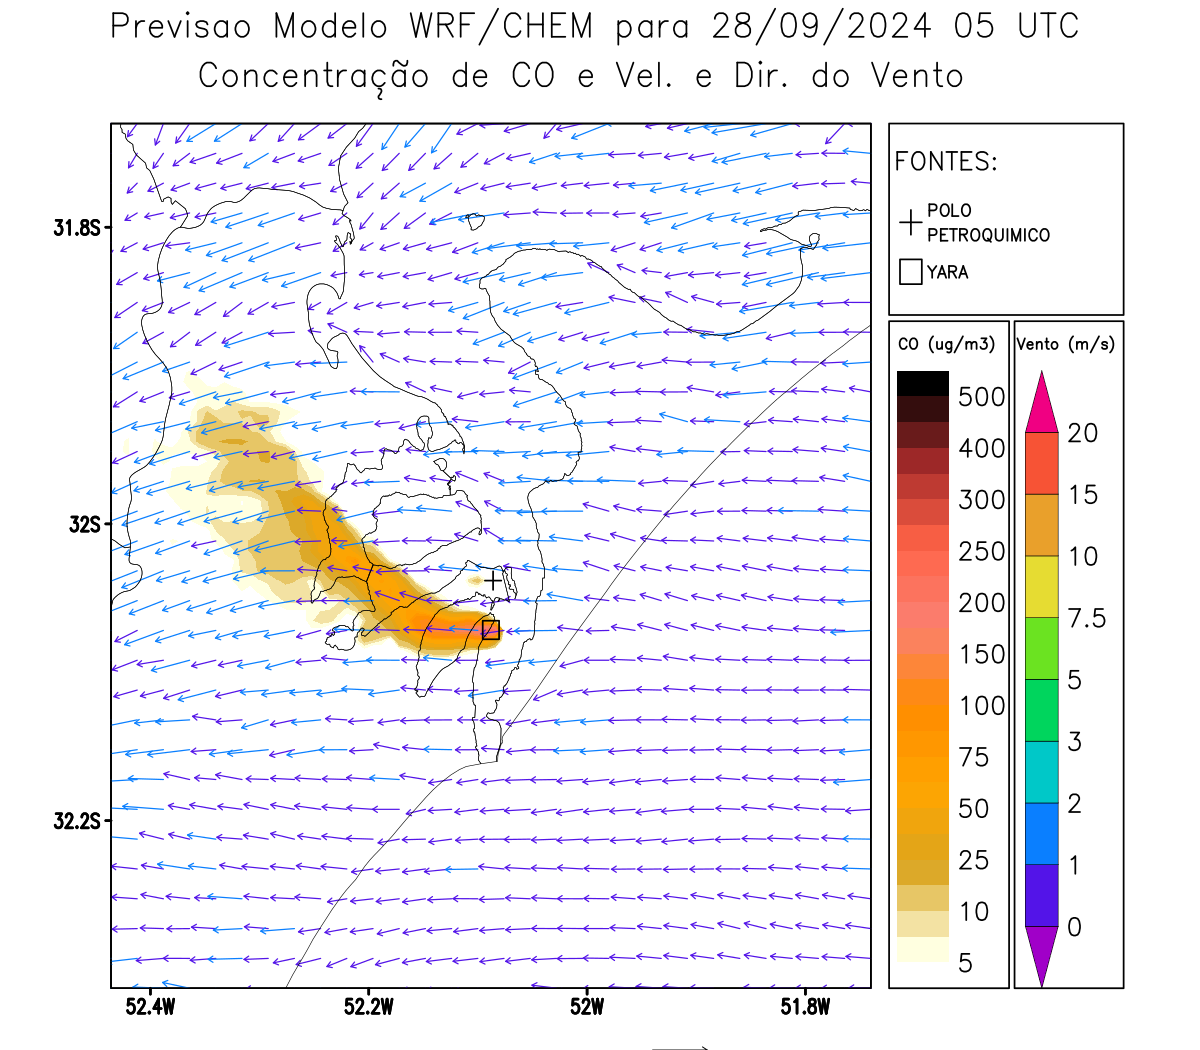 Previsao Modelo WRF/CHEM para 28/09/2024 05 UTC
Concentração de CO e Vel. e Dir. do Vento
FONTES:
POLO
PETROQUIMICO
YARA
CO (ug/m3)
500
400
300
250
200
150
100
75
50
25
10
5
Vento (m/s)
20
15
10
7.5
5
3
2
1
0
31.8S
32S
32.2S
52.4W
52.2W
52W
51.8W